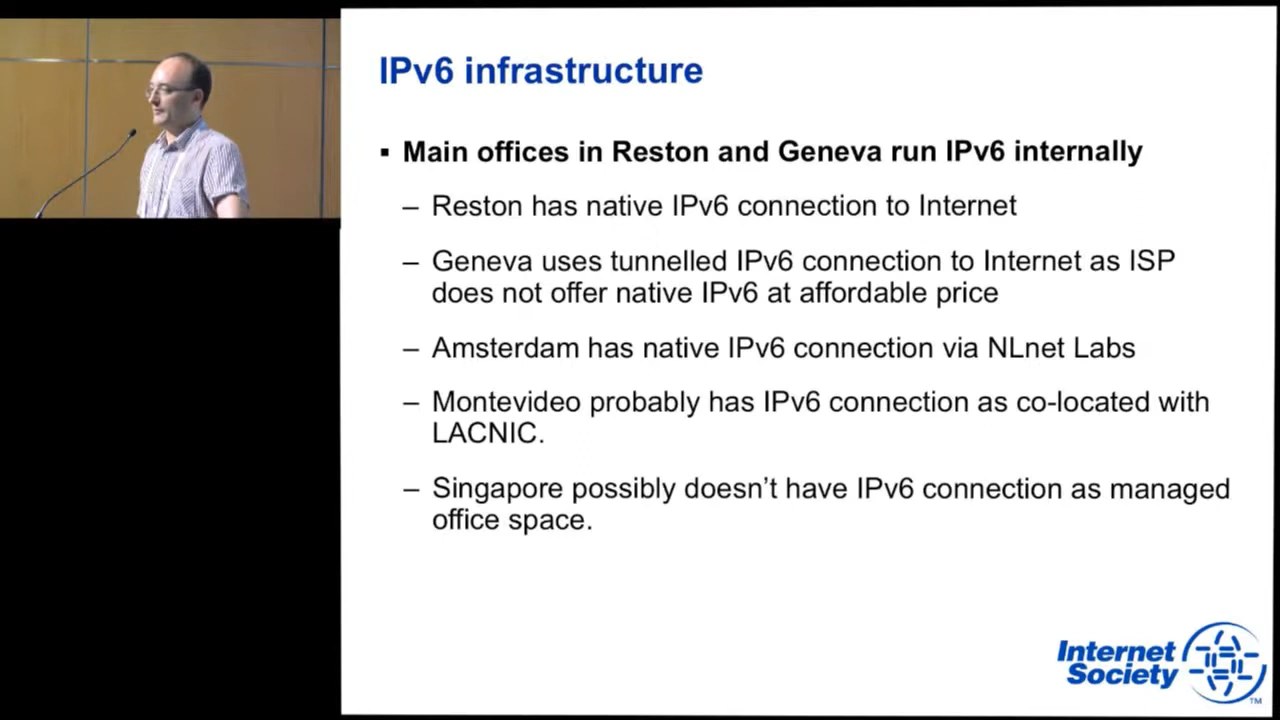 IPv6 infrastructure
▪ Main offices in Reston and Geneva run IPv6 internally
– Reston has native IPv6 connection to Internet
– Geneva uses tunnelled IPv6 connection to Internet as ISP
does not offer native IPv6 at affordable price
– Amsterdam has native IPv6 connection via NLnet Labs
– Montevideo probably has IPv6 connection as co-located with
LACNIC.
– Singapore possibly doesn't have IPv6 connection as managed
office space.
Internet
Society
TM